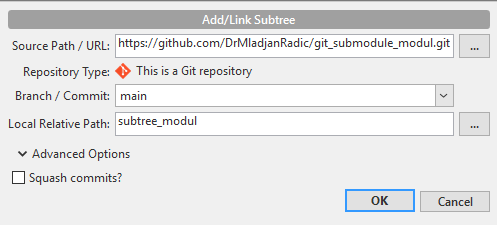 Add/Link Subtree
Source Path / URL: https://github.com/DrMladjanRadic/git_submodule_modul.git ...
Repository Type: This is a Git repository
Branch / Commit: main
Local Relative Path: subtree_modul ...
Advanced Options
Squash commits?
OK Cancel